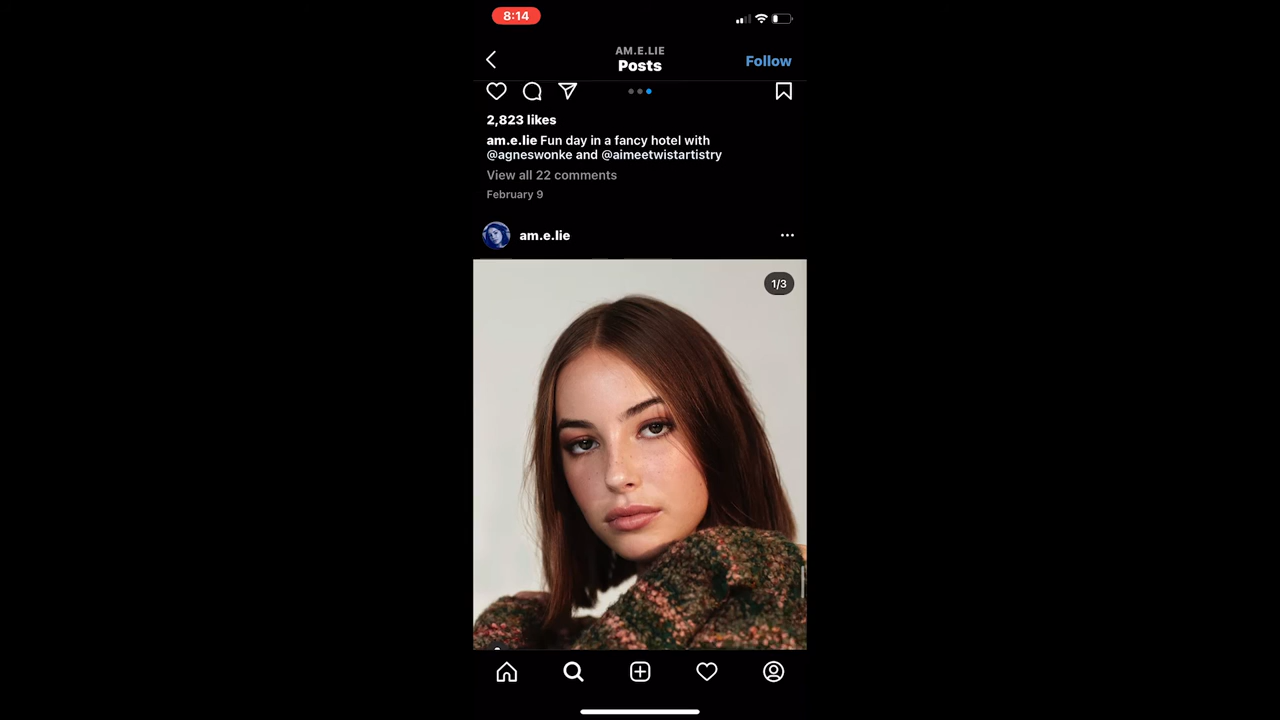 8:14
AM.E.LIE
Posts
Follow
2,823 likes
am.e.lie Fun day in a fancy hotel with
@agneswonke and @aimeetwistartistry
View all 22 comments
February 9
am.e.lie
1/3